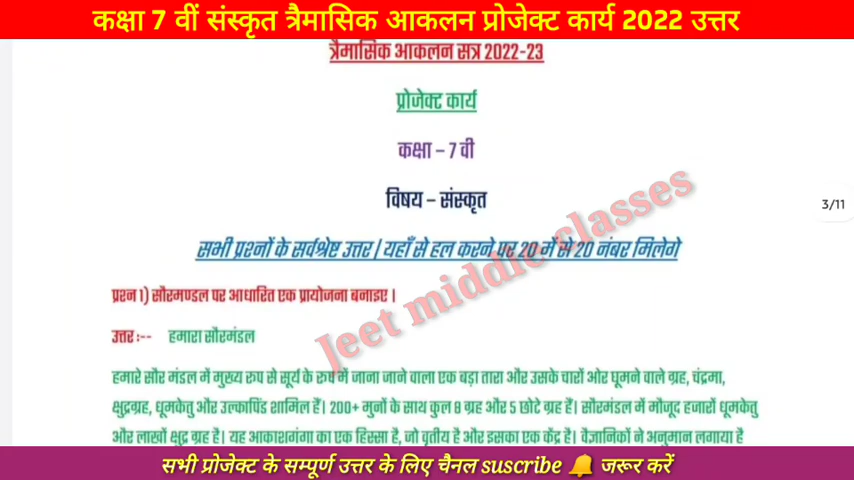 कक्षा 7 वीं संस्कृत त्रैमासिक आकलन प्रोजेक्ट कार्य 2022 उत्तर
त्रैमासिक आकलन सत्र 2022-23
प्रोजेक्ट कार्य
कक्षा – 7 वी
विषय – संस्कृत
3/11
सभी प्रश्नों के सर्वश्रेष्ट उत्तर | यहाँ से हल करने पर 20 में से 20 नंबर मिलेगे
Jeet middle classes
प्रश्न 1) सौरमण्डल पर आधारित एक प्रायोजना बनाइए |
उत्तर :-- हमारा सौरमंडल
हमारे सौर मंडल में मुख्य रुप से सूर्य के रूप में जाना जाने वाला एक बड़ा तारा और उसके चारों ओर घूमने वाले ग्रह, चंद्रमा,
क्षुद्रग्रह, धूमकेतु और उल्कापिंड शामिल हैं। 200+ मुनों के साथ कुल 8 ग्रह और 5 छोटे ग्रह हैं। सौरमंडल में मौजूद हजारों धूमकेतु
और लाखों क्षुद्र ग्रह है। यह आकाशगंगा का एक हिस्सा है, जो वृत्तीय है और इसका एक केंद्र है। वैज्ञानिकों ने अनुमान लगाया है
सभी प्रोजेक्ट के सम्पूर्ण उत्तर के लिए चैनल suscribe 🔔 जरूर करें